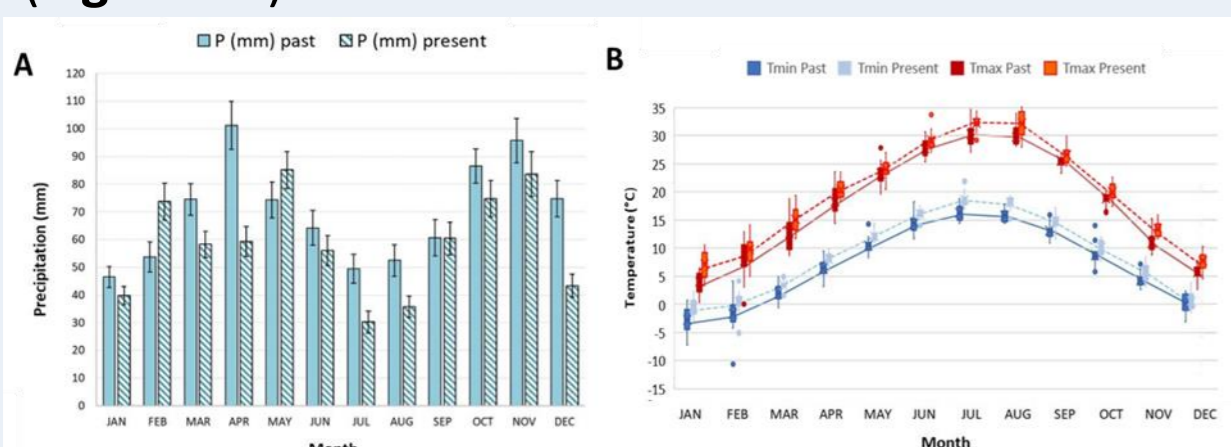 A
P (mm) past P (mm) present
Precipitation (mm)
120
110
100
90
80
70
60
50
40
30
20
10
0
JAN FEB MAR APR MAY JUN JUL AUG SEP OCT NOV DEC
Month
B
Tmin Past Tmin Present Tmax Past Tmax Present
Temperature (°C)
35
30
25
20
15
10
5
0
-5
-10
-15
JAN FEB MAR APR MAY JUN JUL AUG SEP OCT NOV DEC
Month